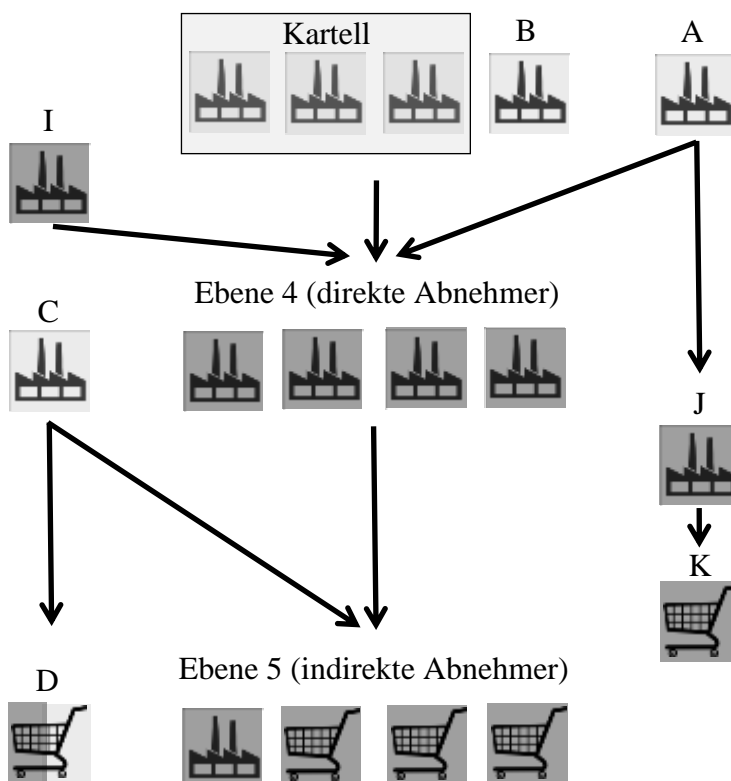 Kartell
B
A
I
Ebene 4 (direkte Abnehmer)
C
J
K
Ebene 5 (indirekte Abnehmer)
D